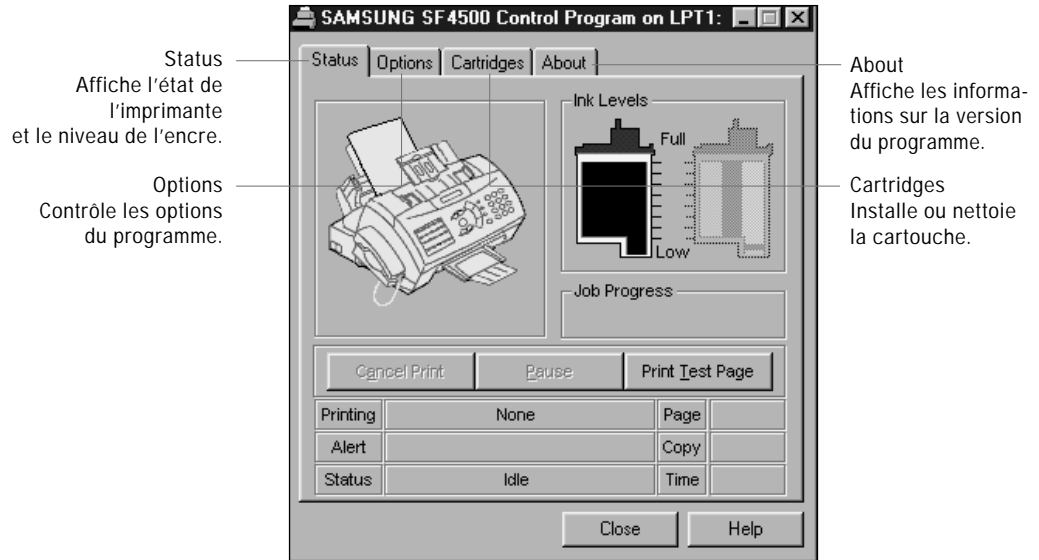 SAMSUNG SF4500 Control Program on LPT1:
Status Options Cartridges About
Status
Affiche l'état de
l'imprimante
et le niveau de l'encre.
Options
Contrôle les options
du programme.
Ink Levels
Full
Low
Job Progress
Cancel Print Pause Print Test Page
Printing None Page
Alert Copy
Status Idle Time
Close Help
About
Affiche les informa-
tions sur la version
du programme.
Cartridges
Installe ou nettoie
la cartouche.